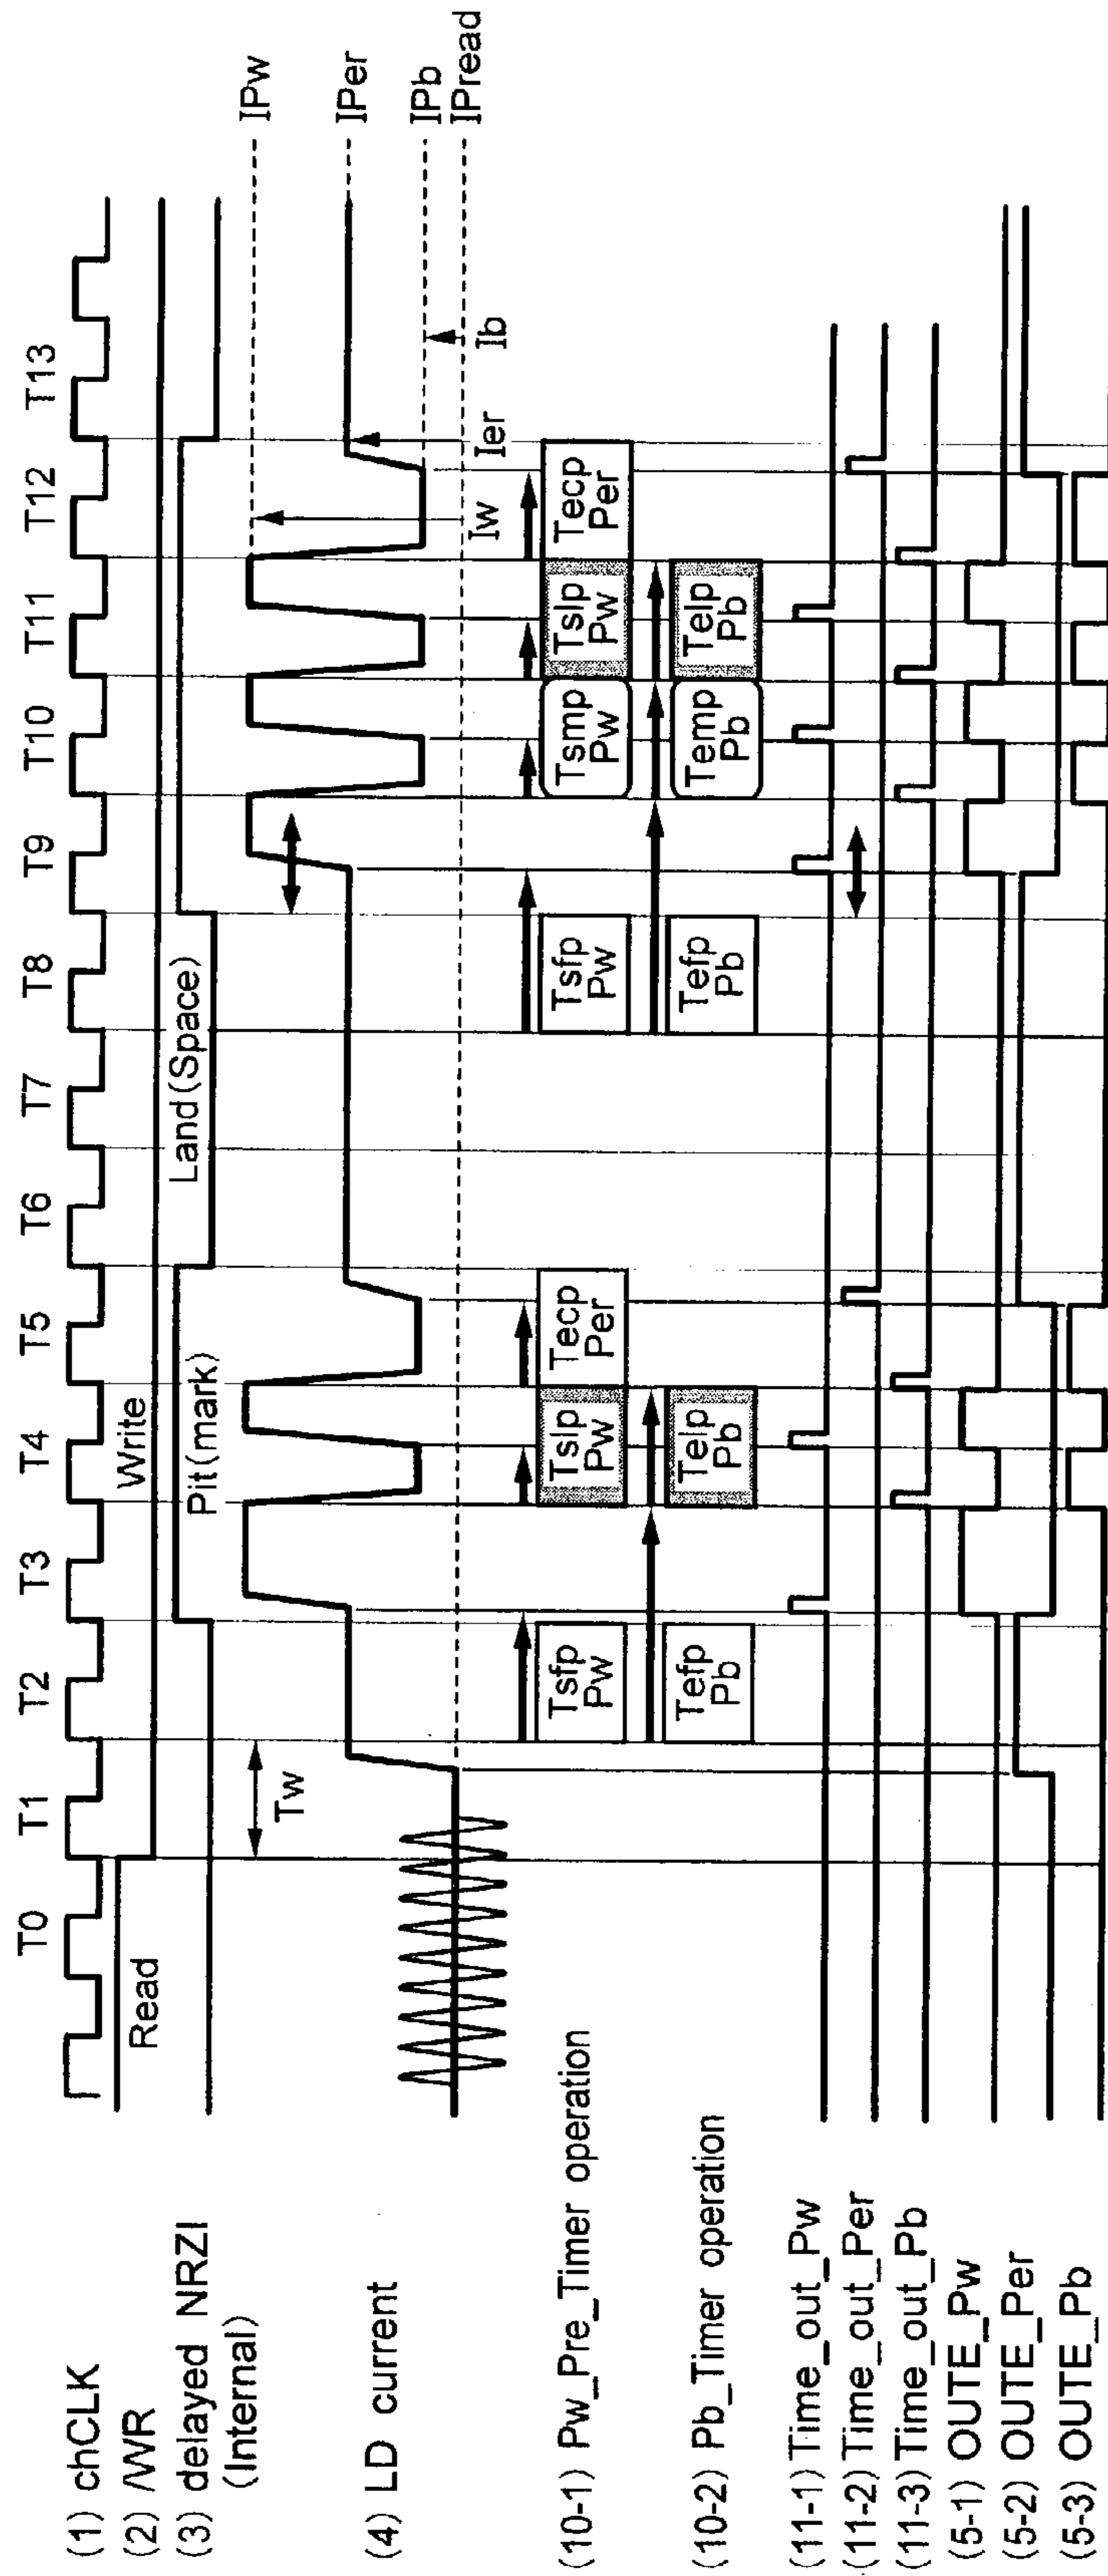 T0 T1 T2 T3 T4 T5 T6 T7 T8 T9 T10 T11 T12 T13
(1) chCLK
(2) /WR
Read
Write
(3) delayed NRZI
(Internal)
Pit(mark)
Land(Space)
Tw
IPw
IPer
IPb
IPread
(4) LD current
Iw
Ier
Ib
(10-1) Pw_Pre_Timer operation
Tsfp
Pw
Tslp
Pw
Tecp
Per
Tsfp
Pw
Tsmp
Pw
Tslp
Pw
Tecp
Per
(10-2) Pb_Timer operation
Tefp
Pb
Telp
Pb
Tefp
Pb
Temp
Pb
Telp
Pb
(11-1) Time_out_Pw
(11-2) Time_out_Per
(11-3) Time_out_Pb
(5-1) OUTE_Pw
(5-2) OUTE_Per
(5-3) OUTE_Pb